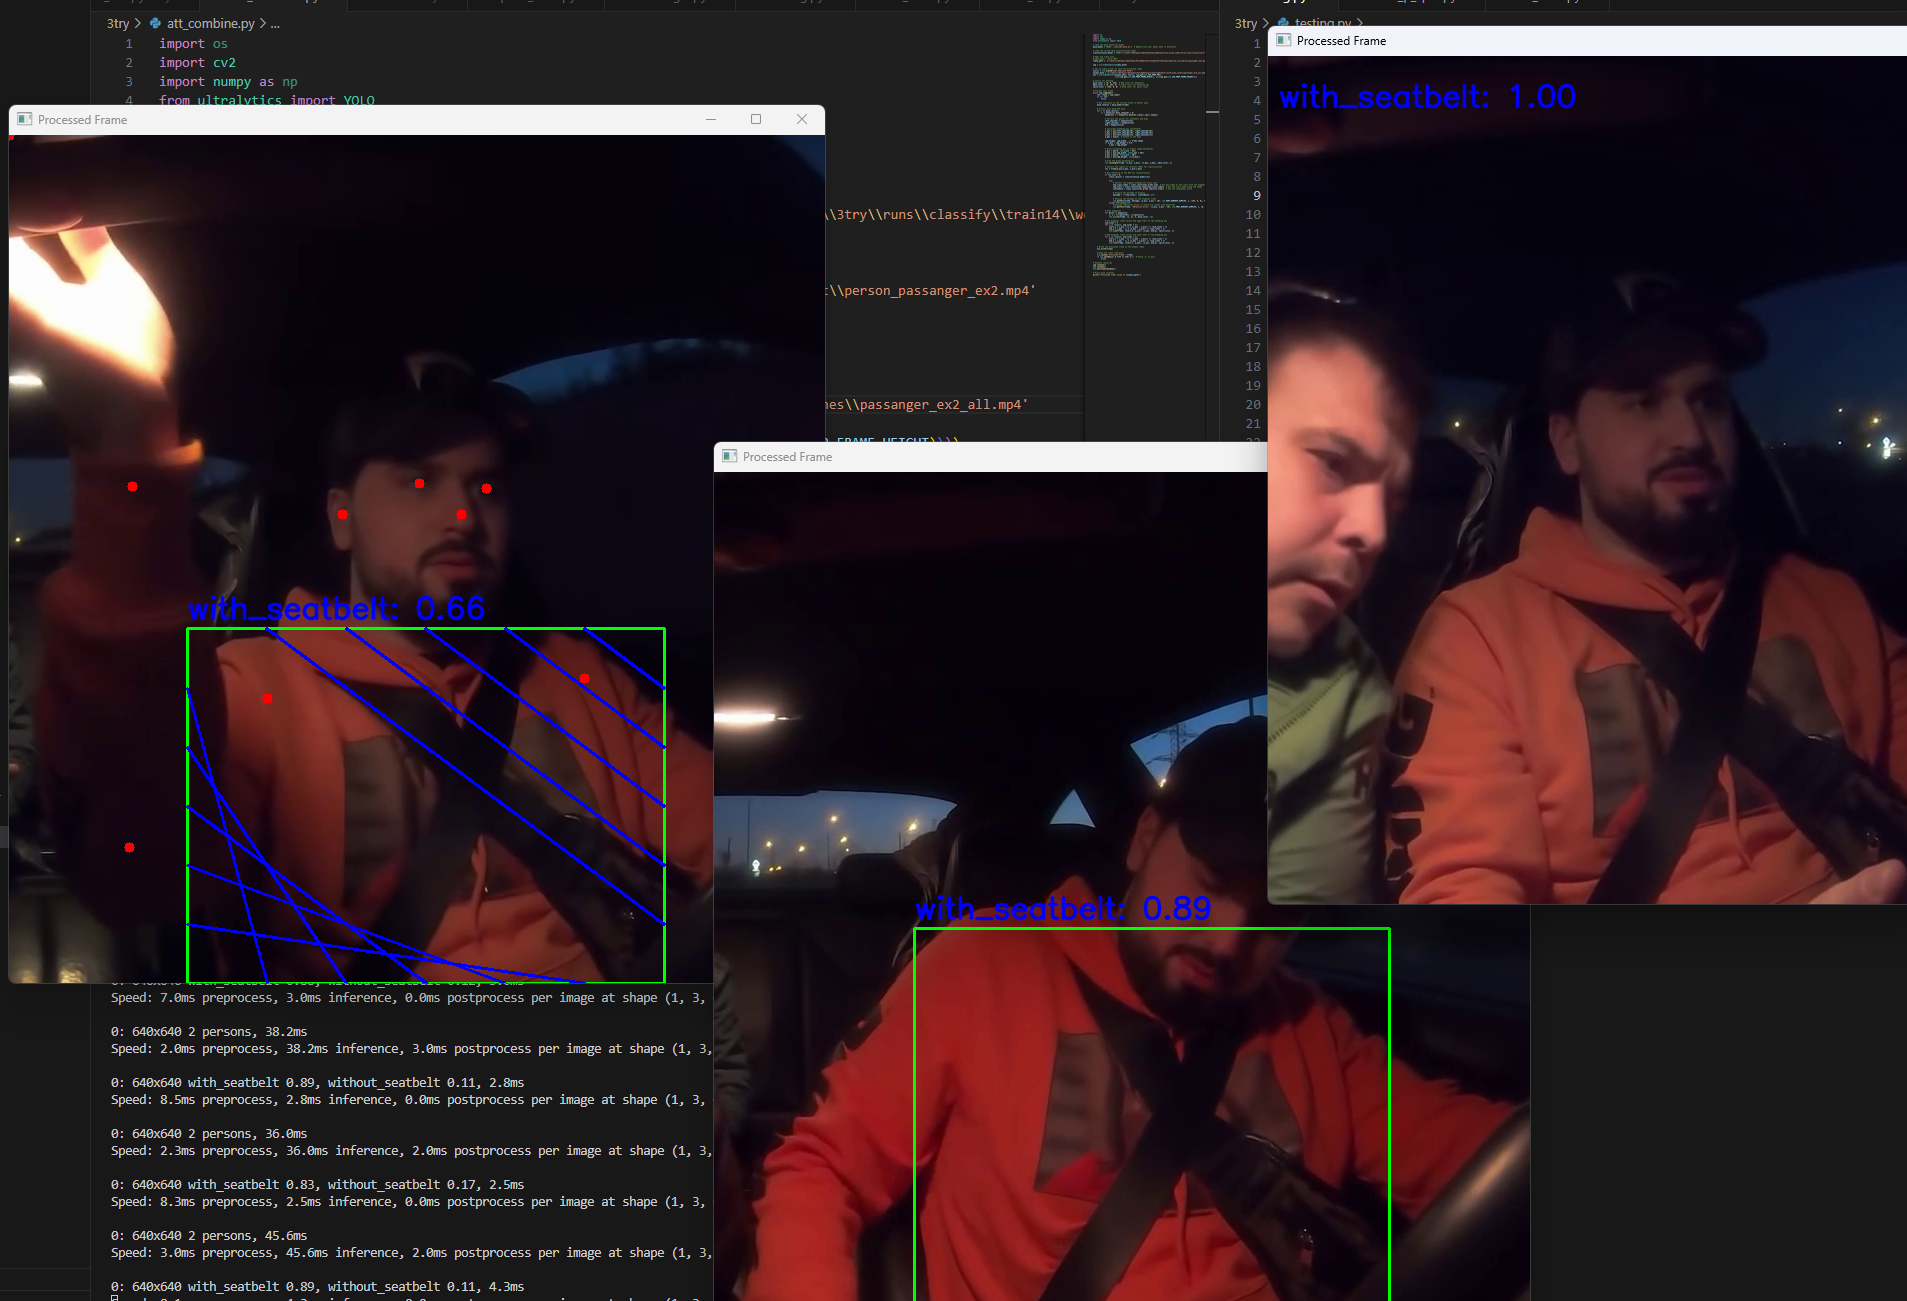 3try > att_combine.py > ...
1 import os
2 import cv2
3 import numpy as np
4 from ultralytics import YOLO
Processed Frame
\\3try\\runs\\classify\\train14\\w
t\\person_passanger_ex2.mp4'
nes\\passanger_ex2_all.mp4'
FRAME_HEIGHT))))
with_seatbelt: 0.66
Speed: 7.0ms preprocess, 3.0ms inference, 0.0ms postprocess per image at shape (1, 3,
0: 640x640 2 persons, 38.2ms
Speed: 2.0ms preprocess, 38.2ms inference, 3.0ms postprocess per image at shape (1, 3,
0: 640x640 with_seatbelt 0.89, without_seatbelt 0.11, 2.8ms
Speed: 8.5ms preprocess, 2.8ms inference, 0.0ms postprocess per image at shape (1, 3,
0: 640x640 2 persons, 36.0ms
Speed: 2.3ms preprocess, 36.0ms inference, 2.0ms postprocess per image at shape (1, 3,
0: 640x640 with_seatbelt 0.83, without_seatbelt 0.17, 2.5ms
Speed: 8.3ms preprocess, 2.5ms inference, 0.0ms postprocess per image at shape (1, 3,
0: 640x640 2 persons, 45.6ms
Speed: 3.0ms preprocess, 45.6ms inference, 2.0ms postprocess per image at shape (1, 3,
0: 640x640 with_seatbelt 0.89, without_seatbelt 0.11, 4.3ms
Processed Frame
with_seatbelt: 0.89
3try > testing.py >
1
2
3
4
5
6
7
8
9
10
11
12
13
14
15
16
17
18
19
20
21
Processed Frame
with_seatbelt: 1.00